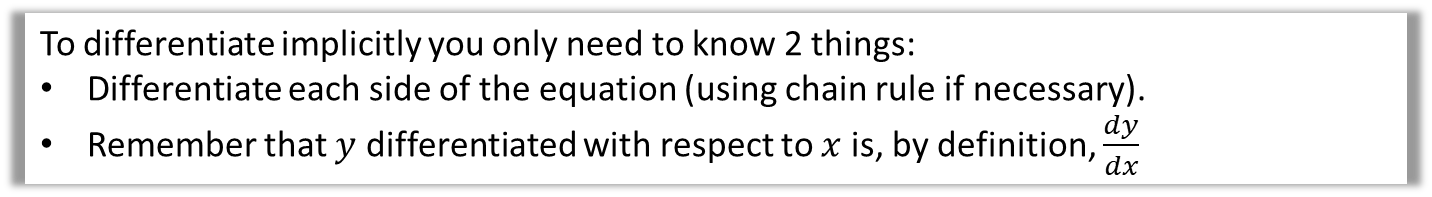 To differentiate implicitly you only need to know 2 things:
• Differentiate each side of the equation (using chain rule if necessary).
• Remember that y differentiated with respect to x is, by definition, dy/dx